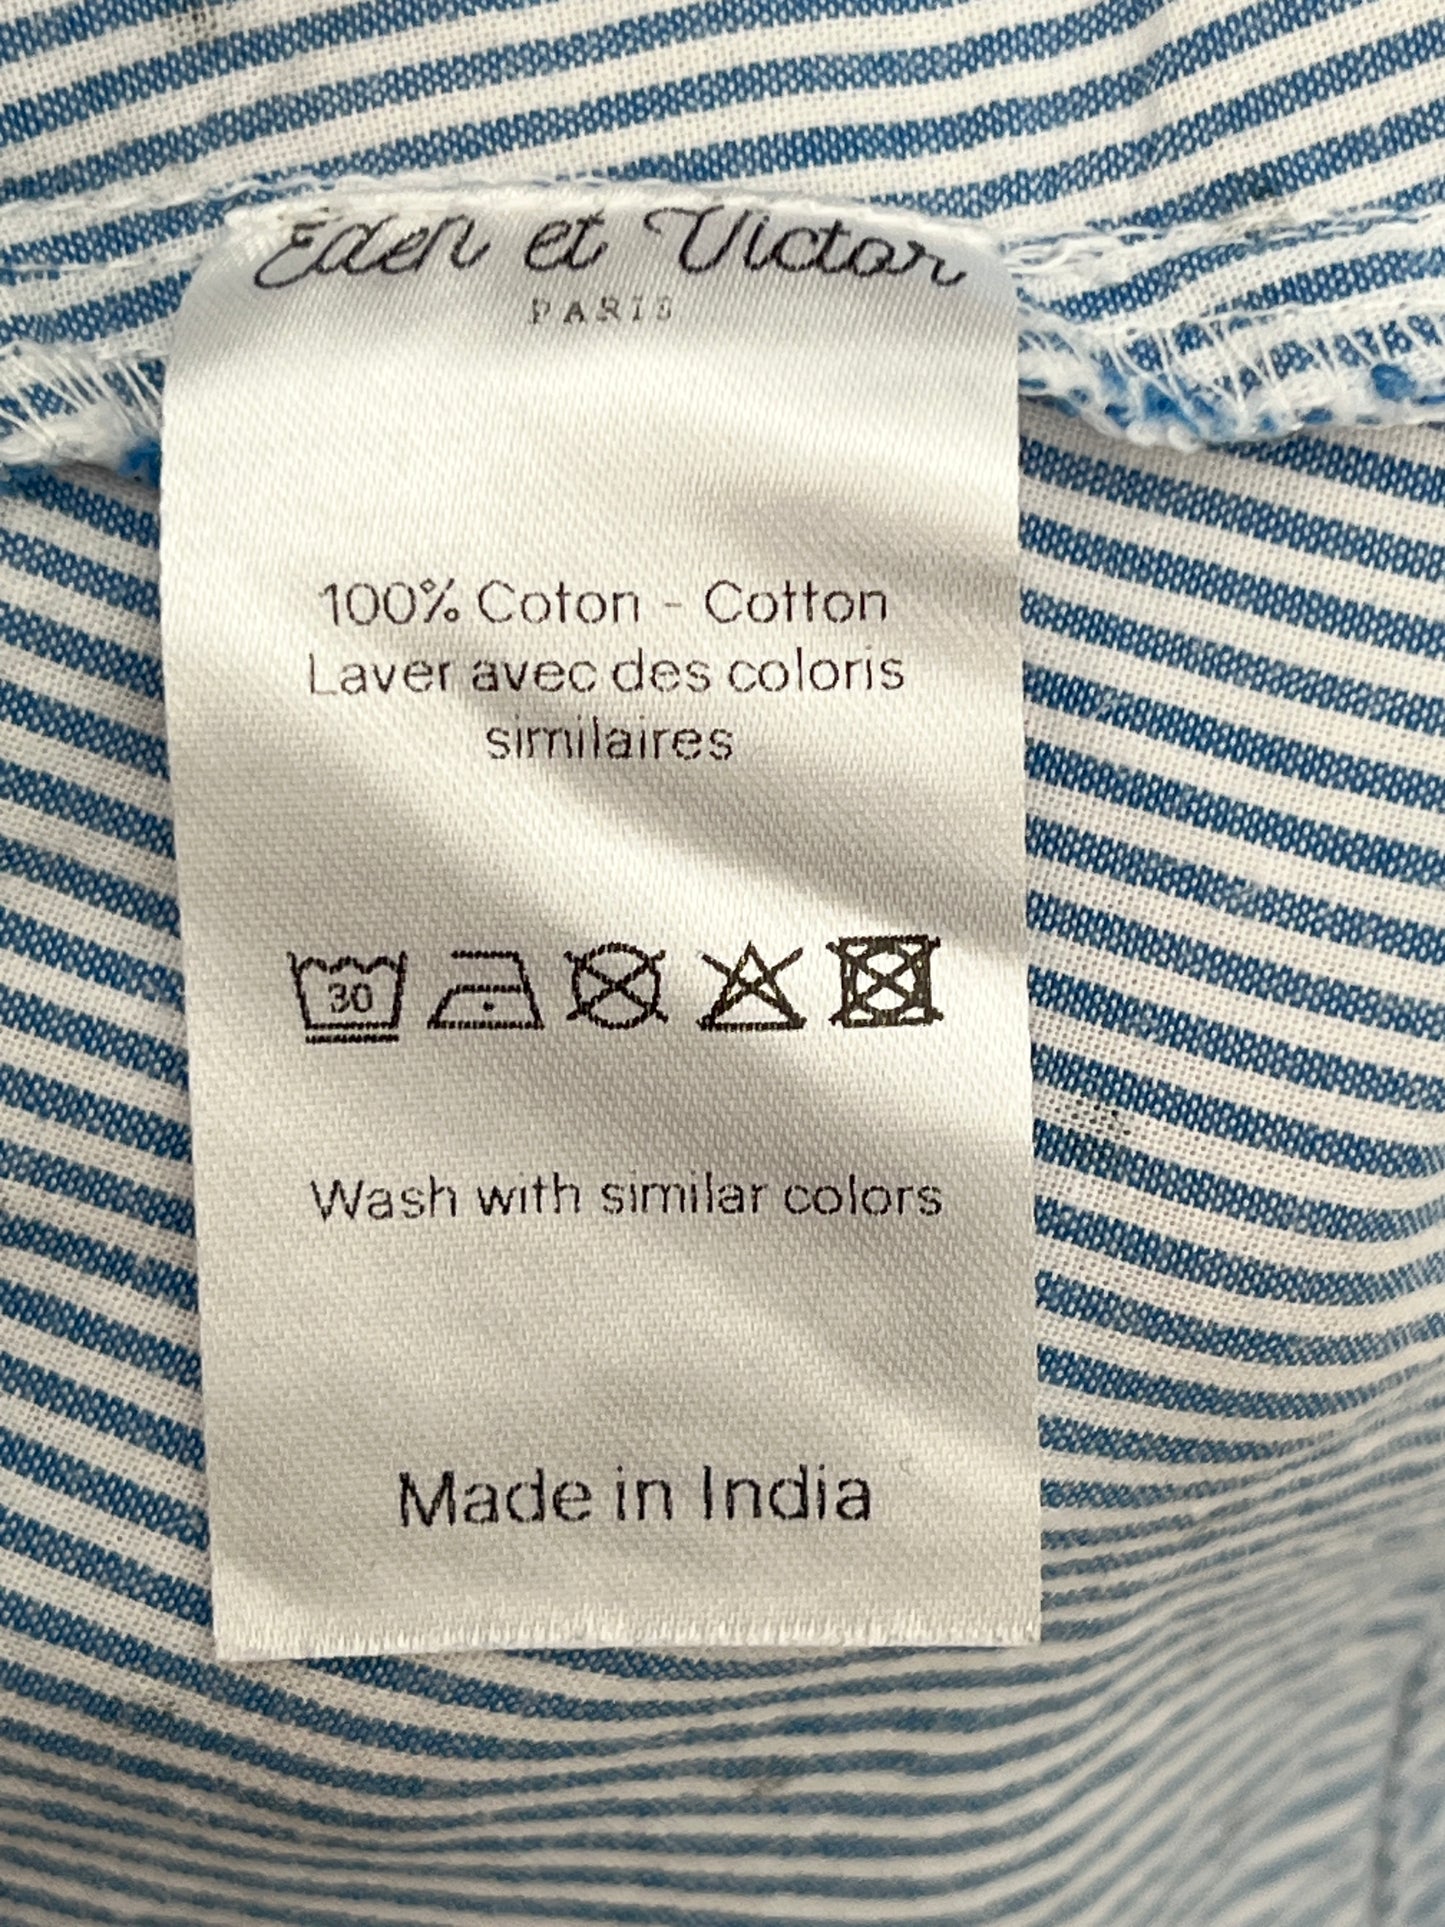 Eden et Victor
PARIS
100% Coton - Cotton
Laver avec des coloris
similaires
30
Wash with similar colors
Made in India